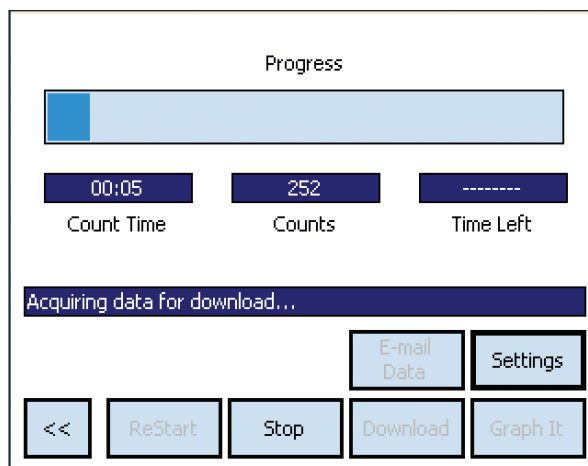 Progress
00:05 252 --------
Count Time Counts Time Left
Acquiring data for download...
E-mail
Data
Settings
<< ReStart Stop Download Graph It